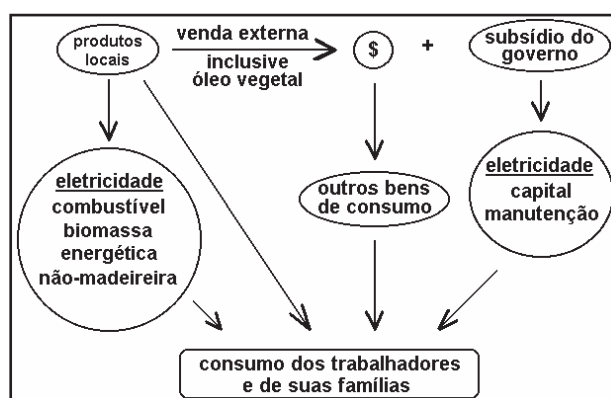 produtos
locais
venda externa
inclusive
óleo vegetal
$
+
subsídio do
governo
eletricidade
combustível
biomassa
energética
não-madeireira
outros bens
de consumo
eletricidade
capital
manutenção
consumo dos trabalhadores
e de suas famílias